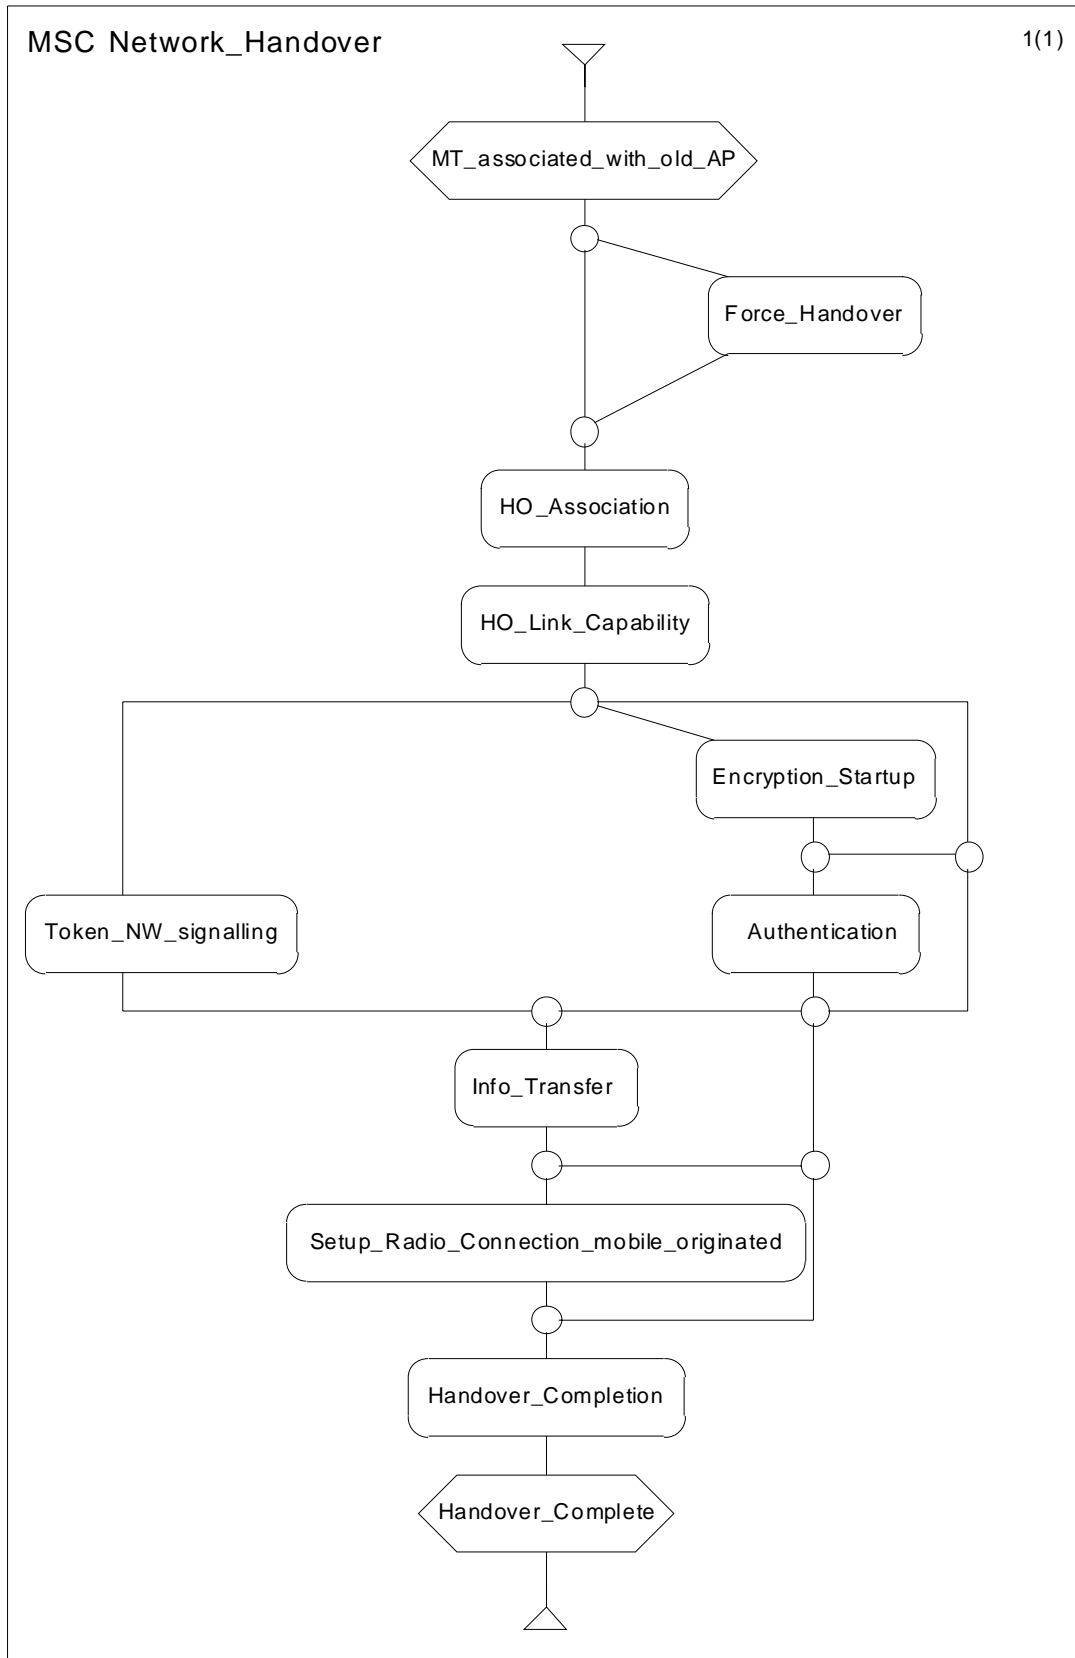 MSC Network_Handover
1(1)
MT_associated_with_old_AP
Force_Handover
HO_Association
HO_Link_Capability
Encryption_Startup
Token_NW_signalling
Authentication
Info_Transfer
Setup_Radio_Connection_mobile_originated
Handover_Completion
Handover_Complete